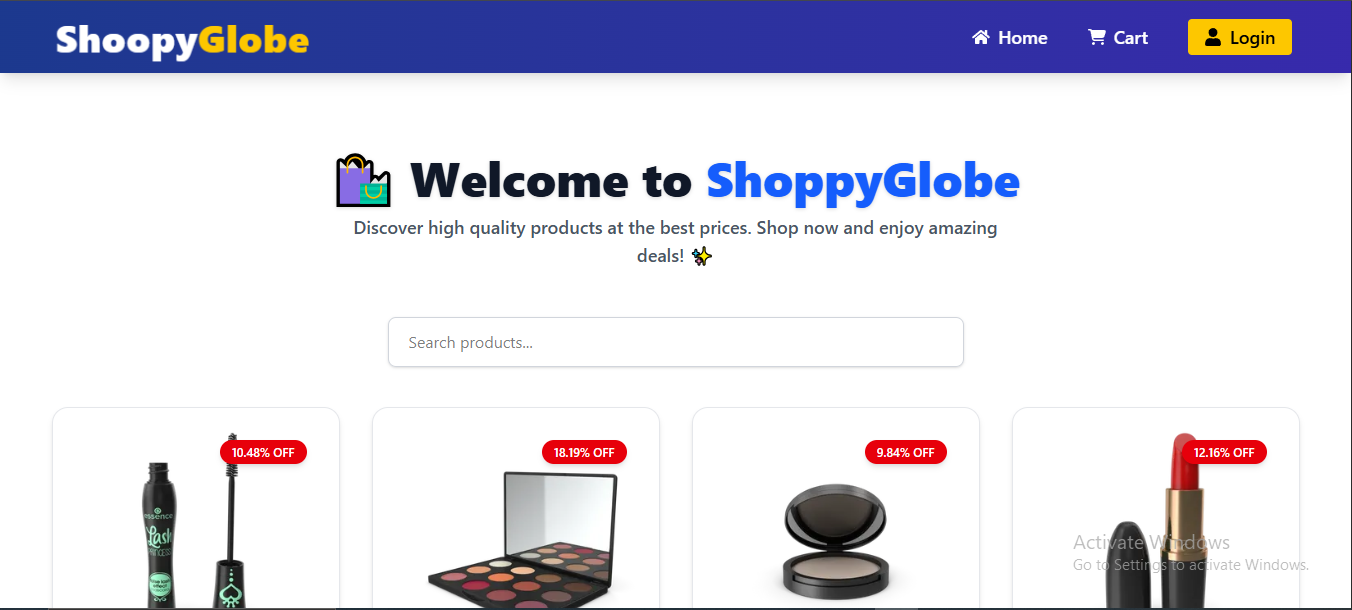 ShoopyGlobe
Home
Cart
Login
Welcome to ShoppyGlobe
Discover high quality products at the best prices. Shop now and enjoy amazing
deals! ✨
Search products...
10.48% OFF
18.19% OFF
9.84% OFF
12.16% OFF
essence
Lash
PRINCESS
Activate Windows
Go to Settings to activate Windows.